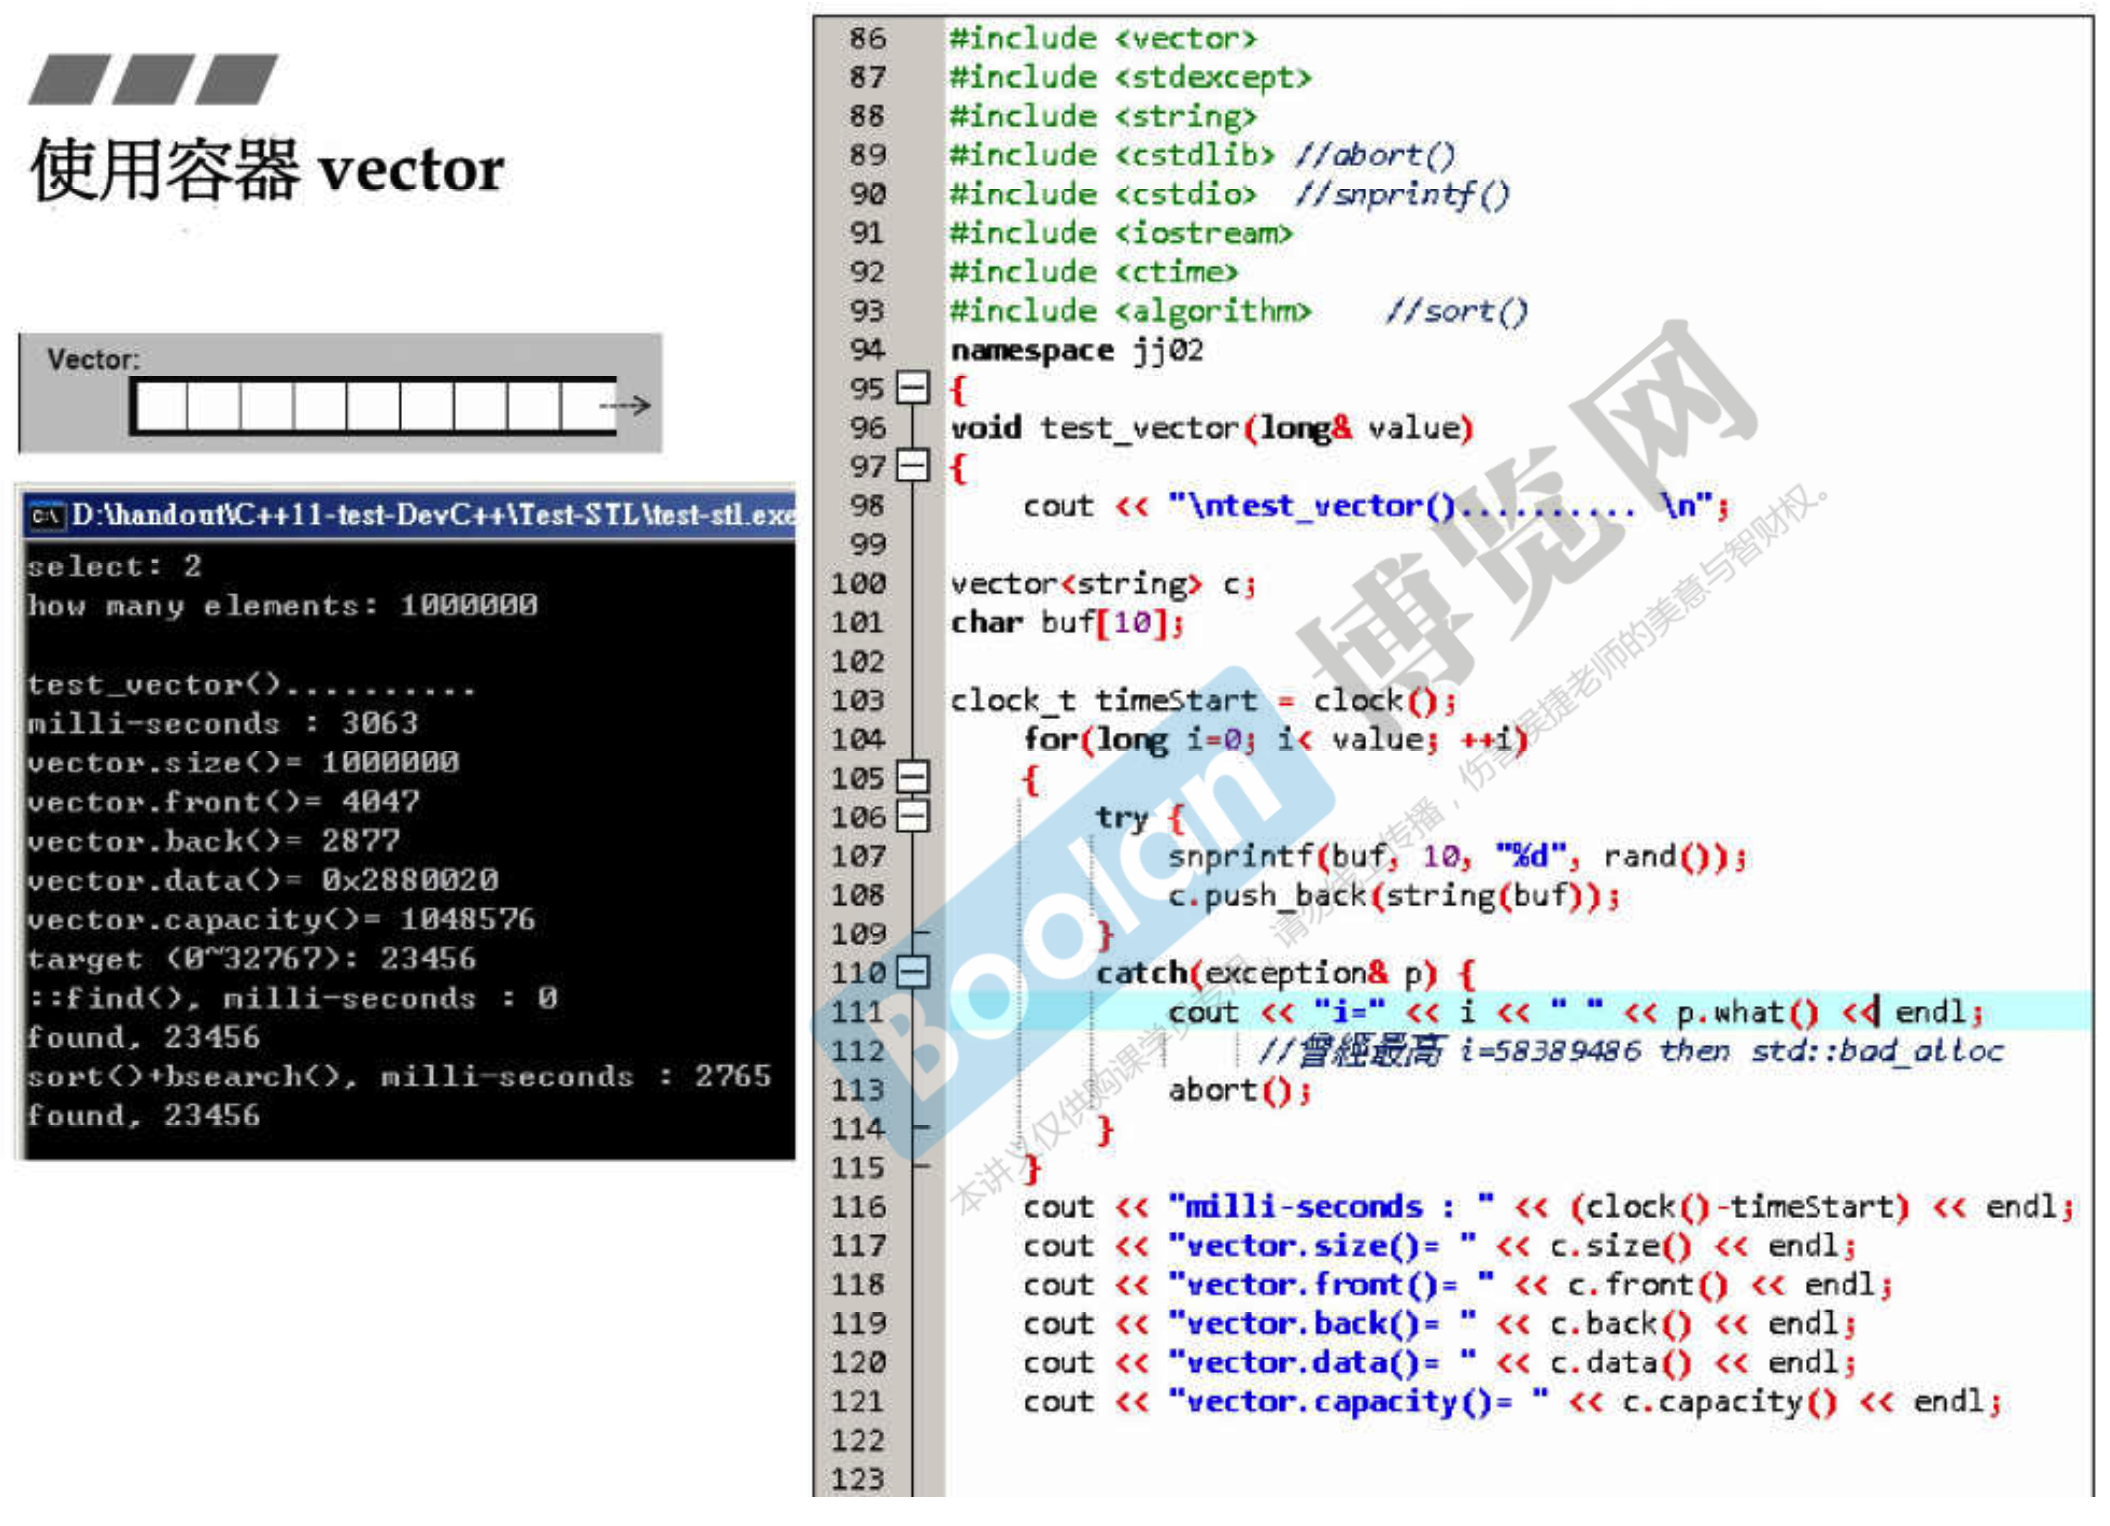 使用容器 vector
Vector:
D:\handout\C++11-test-DevC++\Test-STL\test-stl.exe
select: 2
how many elements: 1000000
test_vector()..........
milli-seconds : 3063
vector.size()= 1000000
vector.front()= 4047
vector.back()= 2877
vector.data()= 0x2880020
vector.capacity()= 1048576
target (0~32767): 23456
::find(), milli-seconds : 0
found, 23456
sort()+bsearch(), milli-seconds : 2765
found, 23456
86 #include <vector>
87 #include <stdexcept>
88 #include <string>
89 #include <cstdlib> //abort()
90 #include <cstdio> //snprintf()
91 #include <iostream>
92 #include <ctime>
93 #include <algorithm> //sort()
94 namespace jj02
95 {
96 void test_vector(long& value)
97 {
98 cout << "\ntest_vector().......... \n";
99
100 vector<string> c;
101 char buf[10];
102
103 clock_t timeStart = clock();
104 for(long i=0; i< value; ++i)
105 {
106 try {
107 snprintf(buf, 10, "%d", rand());
108 c.push_back(string(buf));
109 }
110 catch(exception& p) {
111 cout << "i=" << i << " " << p.what() << endl;
112 //曾經最高 i=58389486 then std::bad_alloc
113 abort();
114 }
115 }
116 cout << "milli-seconds : " << (clock()-timeStart) << endl;
117 cout << "vector.size()= " << c.size() << endl;
118 cout << "vector.front()= " << c.front() << endl;
119 cout << "vector.back()= " << c.back() << endl;
120 cout << "vector.data()= " << c.data() << endl;
121 cout << "vector.capacity()= " << c.capacity() << endl;
122
123
Boolan 博览网
本讲义仅供购课学员专用，请勿线上传播，伤害侯捷老师的美意与智财权。